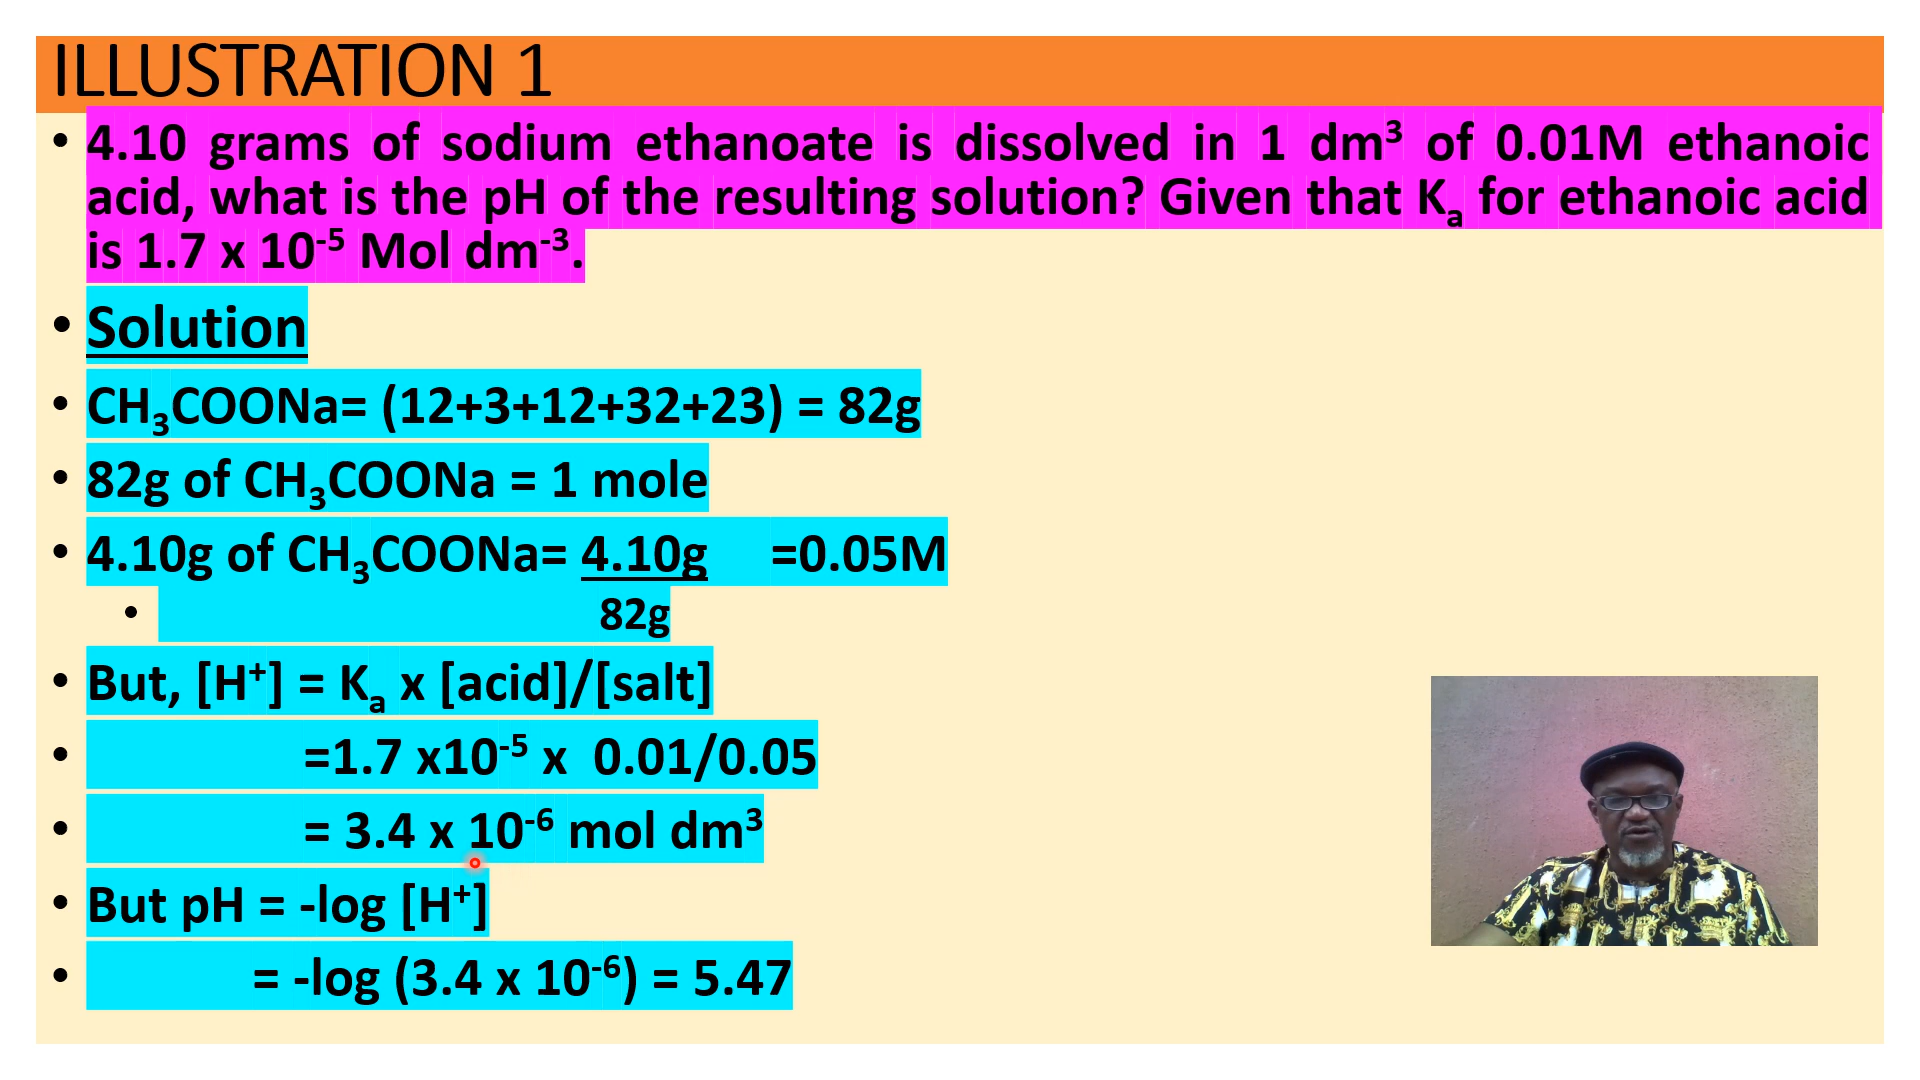 ILLUSTRATION 1
• 4.10 grams of sodium ethanoate is dissolved in 1 dm³ of 0.01M ethanoic
acid, what is the pH of the resulting solution? Given that Kₐ for ethanoic acid
is 1.7 x 10⁻⁵ Mol dm⁻³.
• Solution
• CH₃COONa= (12+3+12+32+23) = 82g
• 82g of CH₃COONa = 1 mole
• 4.10g of CH₃COONa= 4.10g =0.05M
• 82g
• But, [H⁺] = Kₐ x [acid]/[salt]
• =1.7 x10⁻⁵ x 0.01/0.05
• = 3.4 x 10⁻⁶ mol dm³
• But pH = -log [H⁺]
• = -log (3.4 x 10⁻⁶) = 5.47